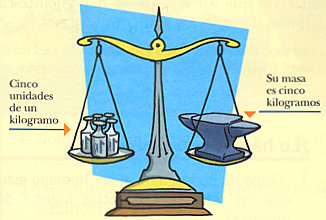 Cinco
unidades
de un
kilogramo
Su masa
es cinco
kilogramos